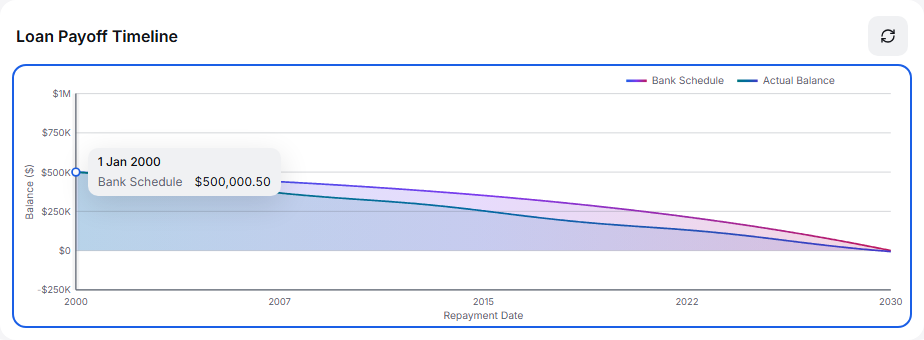 Loan Payoff Timeline
Bank Schedule
Actual Balance
$1M
$750K
$500K
$250K
$0
-$250K
Balance ($)
1 Jan 2000
Bank Schedule $500,000.50
2000 2007 2015 2022 2030
Repayment Date